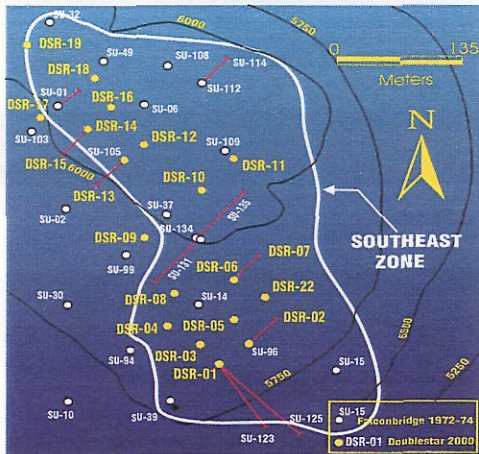 SU-32
6000
5750
DSR-19
SU-49
SU-108
SU-114
0 135
Meters
DSR-18
SU-01
SU-112
DSR-16
SU-06
DSR-17
SU-103
DSR-14
DSR-12
N
SU-109
DSR-15
SU-105
DSR-11
6000
DSR-13
DSR-10
SU-02
SU-37
SU-135
DSR-09
SU-134
SOUTHEAST
ZONE
SU-99
SU-131
DSR-07
DSR-06
DSR-08
DSR-22
SU-30
SU-14
DSR-04
DSR-05
DSR-02
5500
SU-94
DSR-03
SU-96
DSR-01
5750
SU-15
5250
SU-10
SU-39
SU-125
SU-15
SU-123
Falconbridge 1972-74
DSR-01 Doublestar 2000